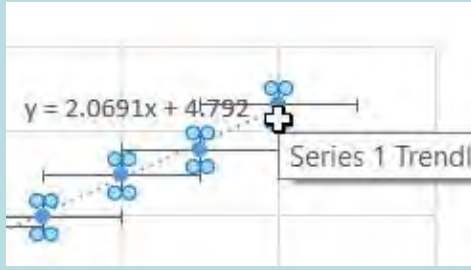 y = 2.0691x + 4.792
Series 1 Trendl